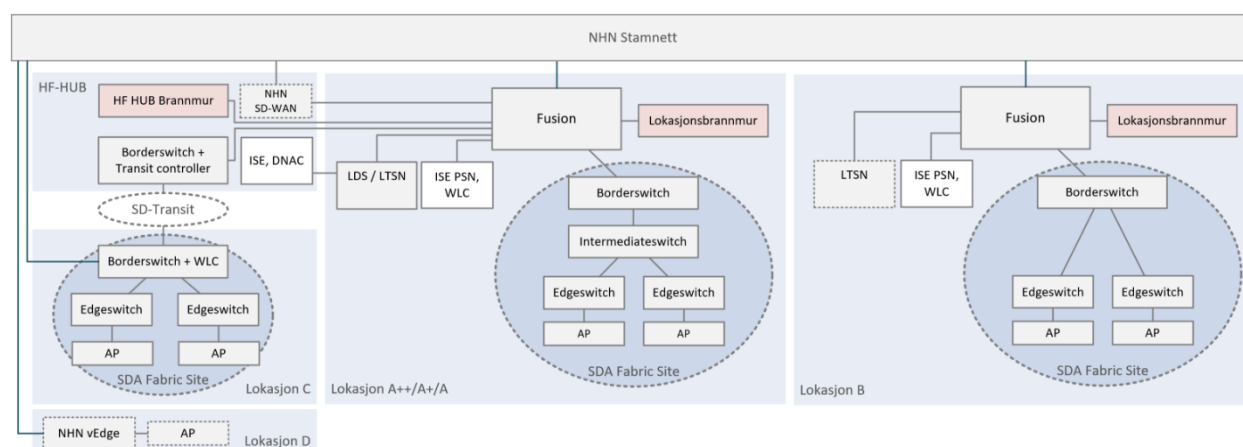 NHN Stamnett
HF-HUB
HF HUB Brannmur
NHN
SD-WAN
Borderswitch +
Transit controller
ISE, DNAC
SD-Transit
Borderswitch + WLC
Edgeswitch
Edgeswitch
AP
AP
SDA Fabric Site
Lokasjon C
NHN vEdge
AP
Lokasjon D
Fusion
Lokasjonsbrannmur
LDS / LTSN
ISE PSN,
WLC
Borderswitch
Intermediateswitch
Edgeswitch
Edgeswitch
AP
AP
SDA Fabric Site
Lokasjon A++/A+/A
Fusion
Lokasjonsbrannmur
LTSN
ISE PSN,
WLC
Borderswitch
Edgeswitch
Edgeswitch
AP
AP
SDA Fabric Site
Lokasjon B